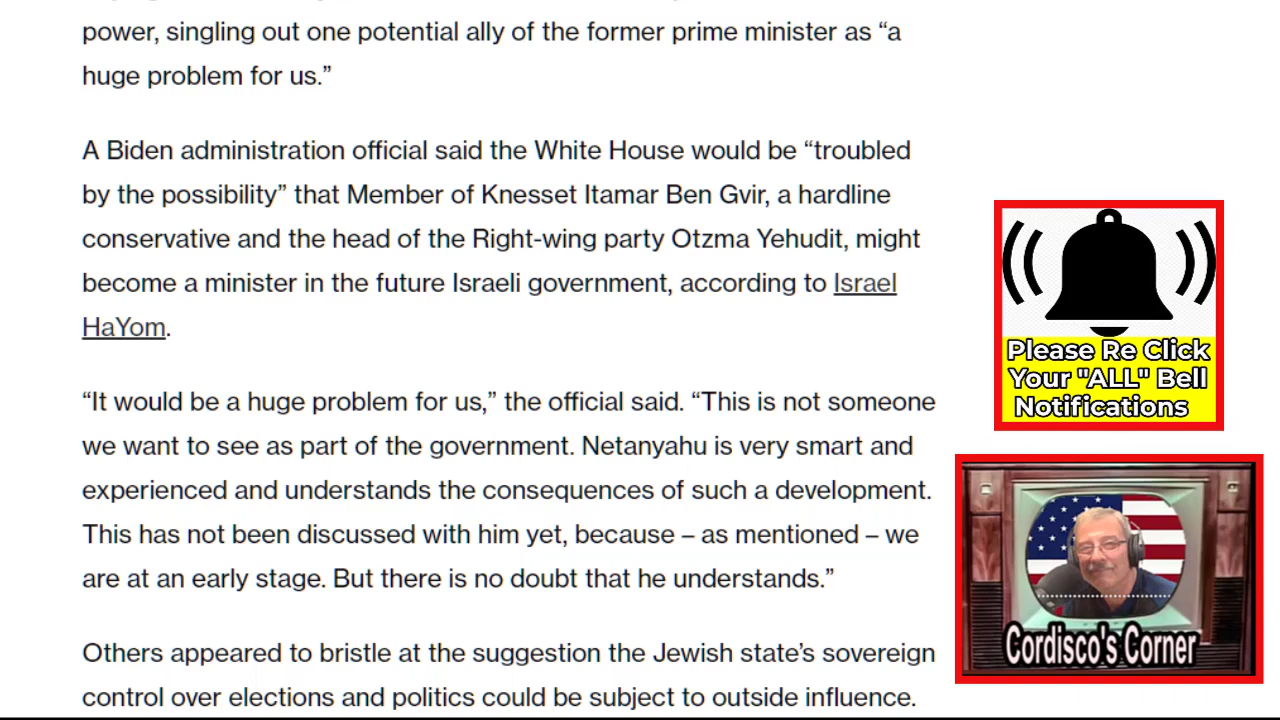 power, singling out one potential ally of the former prime minister as “a
huge problem for us.”
A Biden administration official said the White House would be “troubled
by the possibility” that Member of Knesset Itamar Ben Gvir, a hardline
conservative and the head of the Right-wing party Otzma Yehudit, might
become a minister in the future Israeli government, according to Israel
HaYom.
“It would be a huge problem for us,” the official said. “This is not someone
we want to see as part of the government. Netanyahu is very smart and
experienced and understands the consequences of such a development.
This has not been discussed with him yet, because – as mentioned – we
are at an early stage. But there is no doubt that he understands.”
Others appeared to bristle at the suggestion the Jewish state’s sovereign
control over elections and politics could be subject to outside influence.
Please Re Click
Your "ALL" Bell
Notifications
Cordisco's Corner